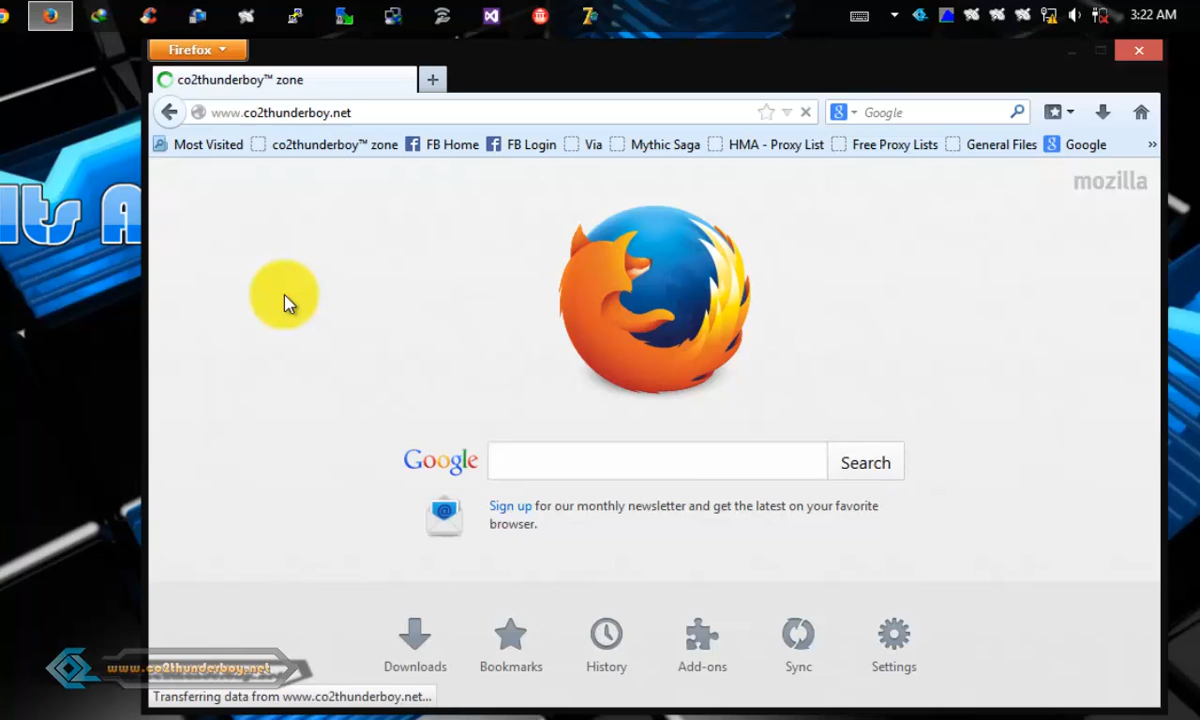 3:22 AM
Firefox
co2thunderboy™ zone
www.co2thunderboy.net
Google
Most Visited
co2thunderboy™ zone
FB Home
FB Login
Via
Mythic Saga
HMA - Proxy List
Free Proxy Lists
General Files
Google
mozilla
Its A
Google
Search
Sign up for our monthly newsletter and get the latest on your favorite
browser.
Downloads
Bookmarks
History
Add-ons
Sync
Settings
www.co2thunderboy.net
Transferring data from www.co2thunderboy.net...